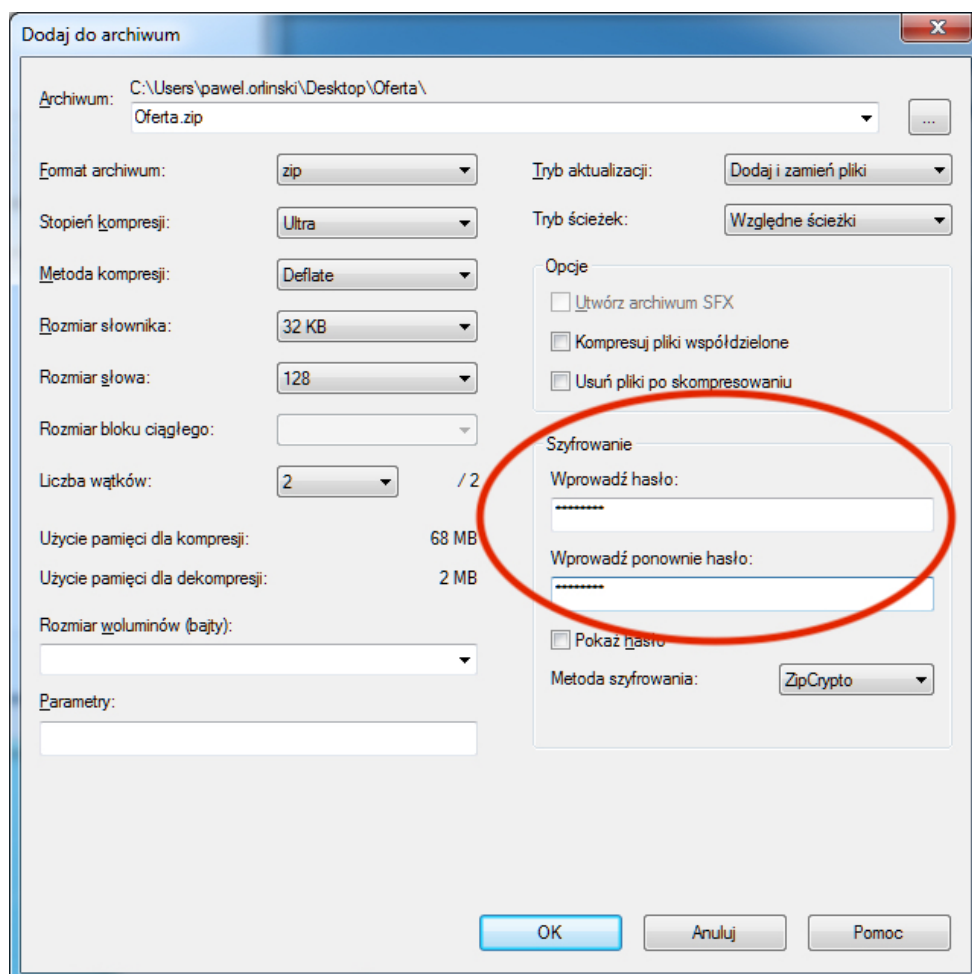 Dodaj do archiwum
Archiwum: C:\Users\pawel.orlinski\Desktop\Oferta\
Oferta.zip
...
Format archiwum: zip
Stopień kompresji: Ultra
Metoda kompresji: Deflate
Rozmiar słownika: 32 KB
Rozmiar słowa: 128
Rozmiar bloku ciągłego:
Liczba wątków: 2 / 2
Użycie pamięci dla kompresji: 68 MB
Użycie pamięci dla dekompresji: 2 MB
Rozmiar woluminów (bajty):
Parametry:
Tryb aktualizacji: Dodaj i zamień pliki
Tryb ścieżek: Względne ścieżki
Opcje
Utwórz archiwum SFX
Kompresuj pliki współdzielone
Usuń pliki po skompresowaniu
Szyfrowanie
Wprowadź hasło:
********
Wprowadź ponownie hasło:
********
Pokaż hasło
Metoda szyfrowania: ZipCrypto
OK Anuluj Pomoc